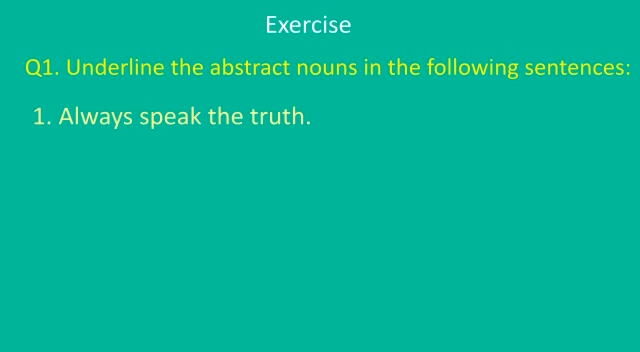 Exercise
Q1. Underline the abstract nouns in the following sentences:
1. Always speak the truth.